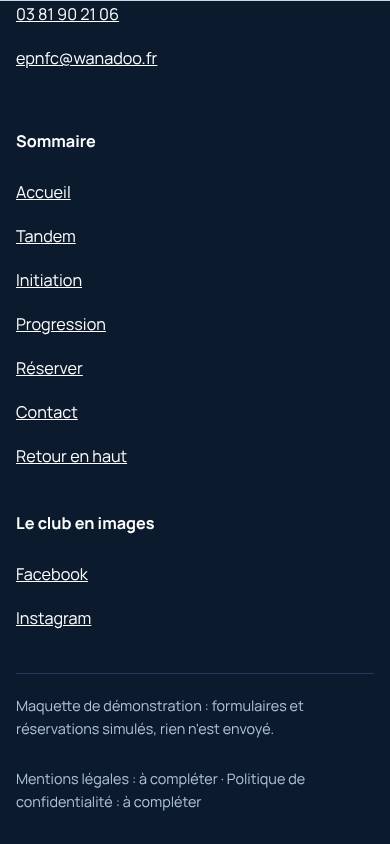 03 81 90 21 06
epnfc@wanadoo.fr
Sommaire
Accueil
Tandem
Initiation
Progression
Réserver
Contact
Retour en haut
Le club en images
Facebook
Instagram
Maquette de démonstration : formulaires et
réservations simulés, rien n'est envoyé.
Mentions légales : à compléter · Politique de
confidentialité : à compléter